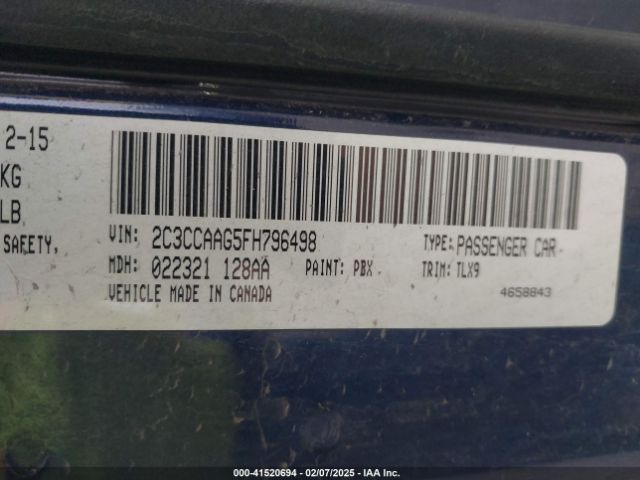 2-15
KG
LB
SAFETY,
VIN: 2C3CCAAG5FH796498
TYPE: PASSENGER CAR
MDH: 022321 128AA
PAINT: PBX
TRIM: TLX9
VEHICLE MADE IN CANADA
4658843
000-41520694 - 02/07/2025 - IAA Inc.